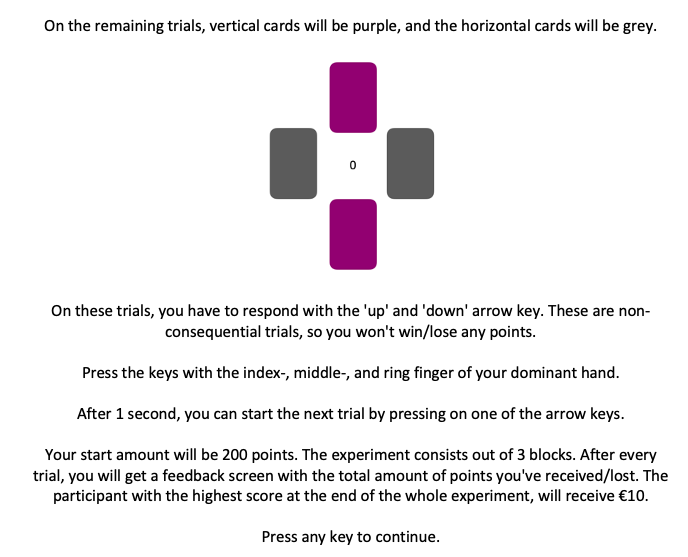 On the remaining trials, vertical cards will be purple, and the horizontal cards will be grey.
0
On these trials, you have to respond with the 'up' and 'down' arrow key. These are non-
consequential trials, so you won't win/lose any points.
Press the keys with the index-, middle-, and ring finger of your dominant hand.
After 1 second, you can start the next trial by pressing on one of the arrow keys.
Your start amount will be 200 points. The experiment consists out of 3 blocks. After every
trial, you will get a feedback screen with the total amount of points you've received/lost. The
participant with the highest score at the end of the whole experiment, will receive €10.
Press any key to continue.